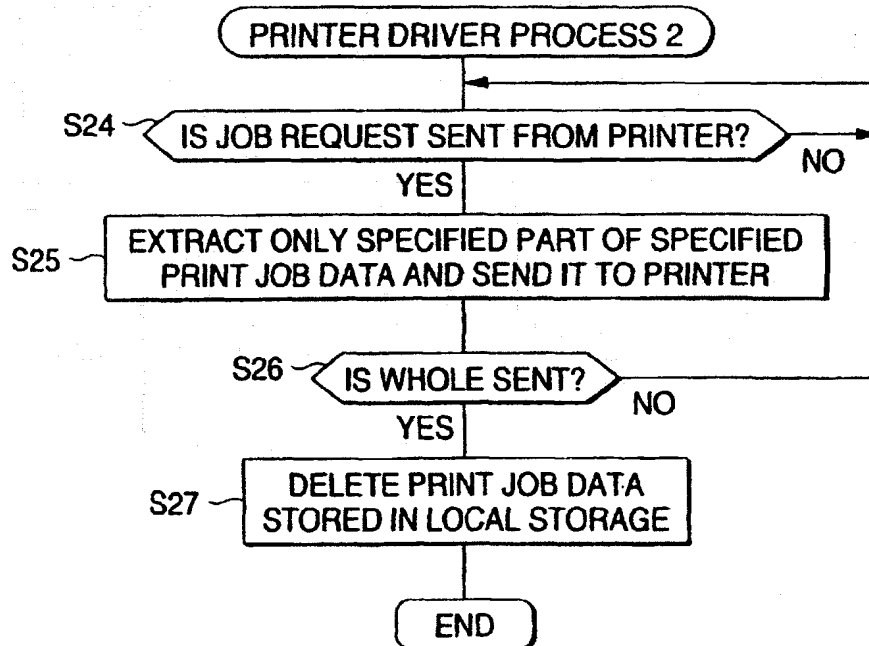 PRINTER DRIVER PROCESS 2
S24
IS JOB REQUEST SENT FROM PRINTER?
NO
YES
S25
EXTRACT ONLY SPECIFIED PART OF SPECIFIED
PRINT JOB DATA AND SEND IT TO PRINTER
S26
IS WHOLE SENT?
NO
YES
S27
DELETE PRINT JOB DATA
STORED IN LOCAL STORAGE
END